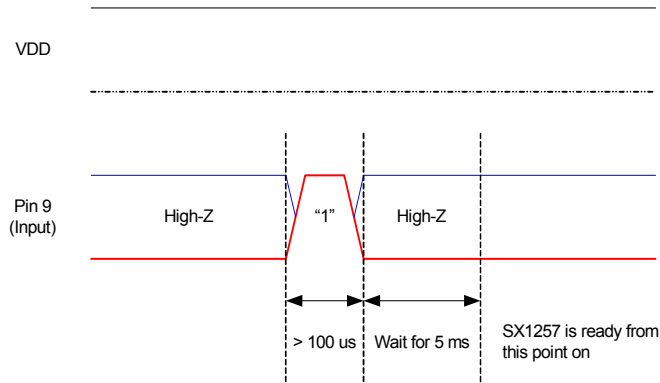 VDD
Pin 9
(Input)
High-Z
“1”
High-Z
> 100 us
Wait for 5 ms
SX1257 is ready from
this point on